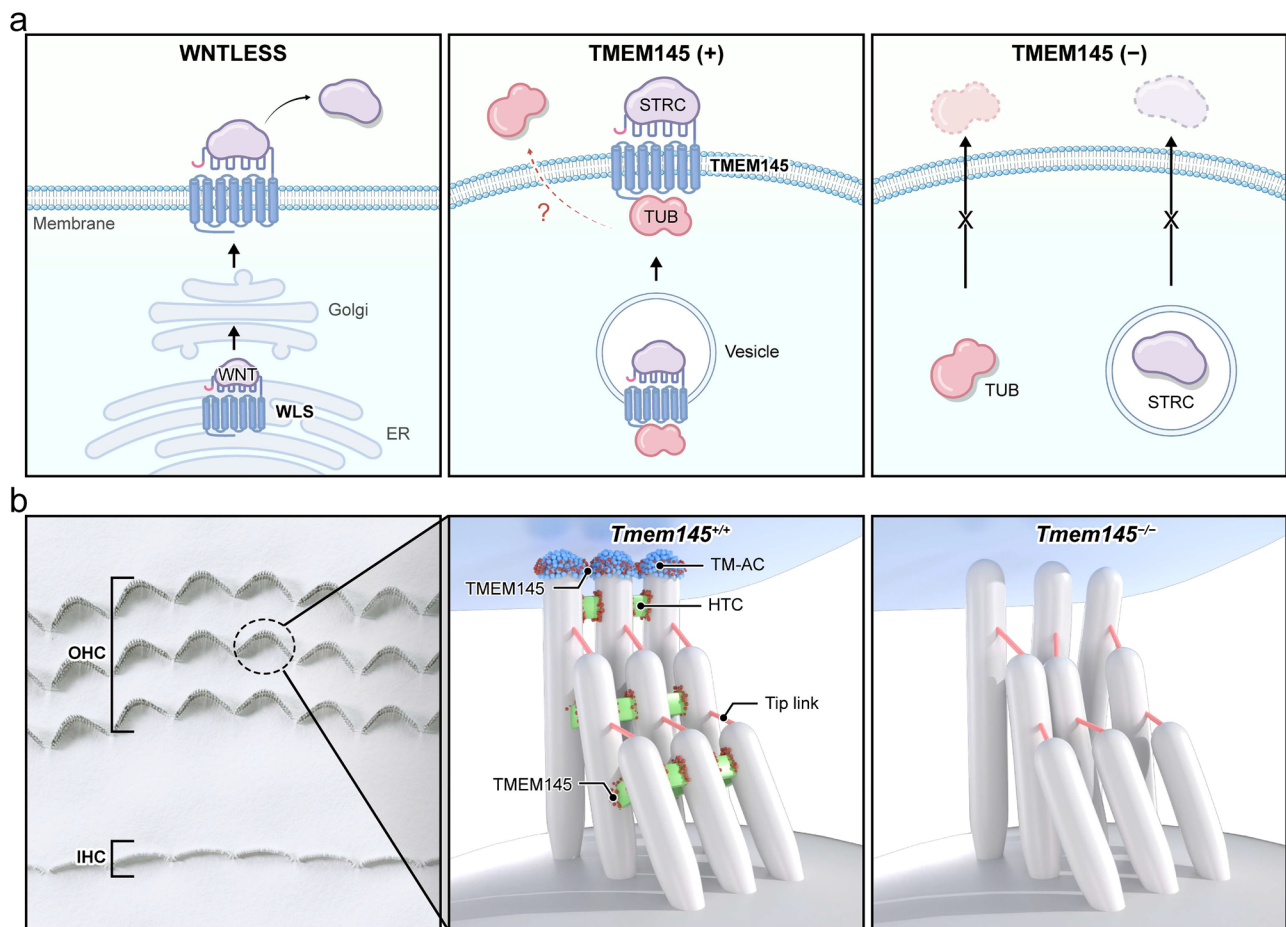 a
WNTLESS
Membrane
Golgi
WNT
WLS
ER
TMEM145 (+)
STRC
TMEM145
?
TUB
Vesicle
TMEM145 (−)
X
X
TUB
STRC
b
OHC
IHC
Tmem145+/+
TMEM145
TM-AC
HTC
Tip link
TMEM145
Tmem145−/−